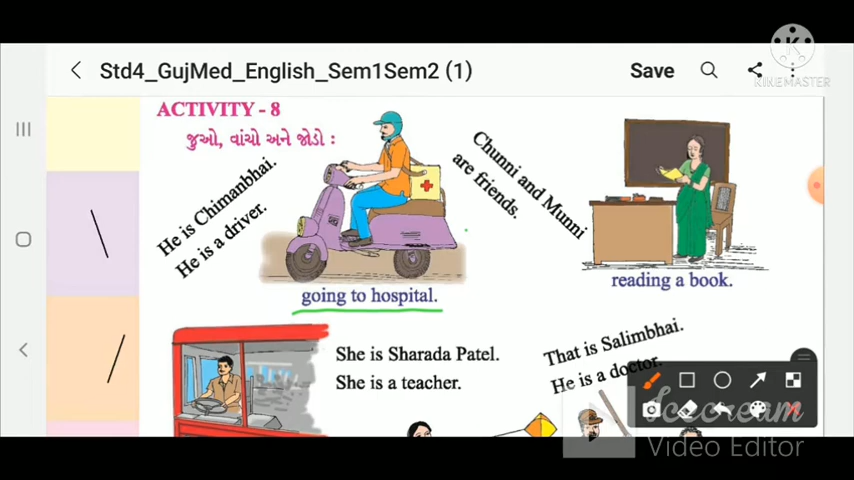 Std4_GujMed_English_Sem1Sem2 (1)
Save
KINEMASTER
ACTIVITY - 8
જુઓ, વાંચો અને જોડો :
He is Chimanbhai.
He is a driver.
Chunni and Munni
are friends.
going to hospital.
reading a book.
She is Sharada Patel.
She is a teacher.
That is Salimbhai.
He is a doctor.
Icecream
Video Editor